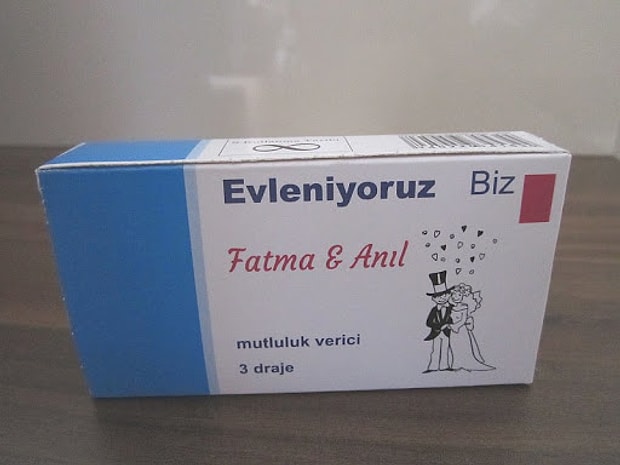 Evleniyoruz Biz
Fatma & Anıl
mutluluk verici
3 draje